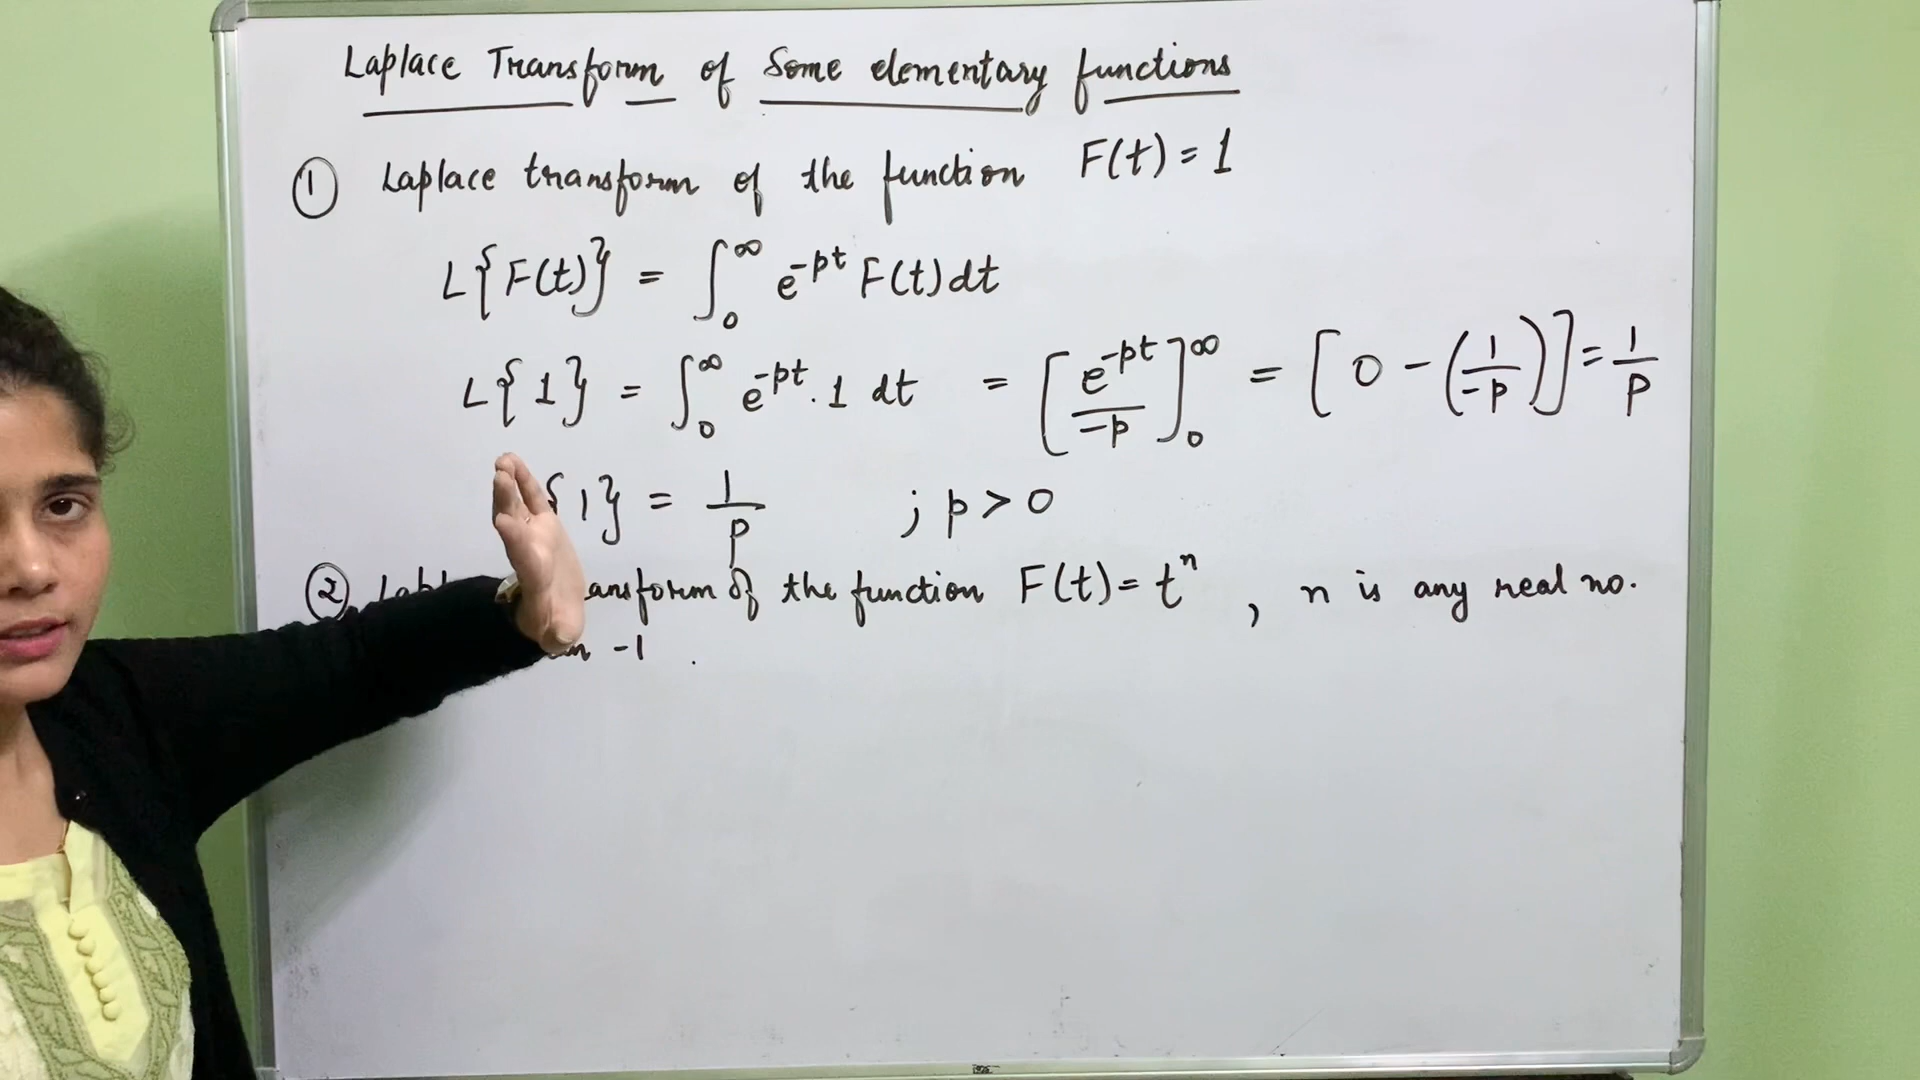 Laplace Transform of Some elementary functions
① Laplace transform of the function F(t) = 1
L{F(t)} = ∫₀^∞ e^{-pt} F(t) dt
L{1} = ∫₀^∞ e^{-pt} . 1 dt = [e^{-pt}/-p]₀^∞ = [0 - (1/-p)] = 1/p
{1} = 1/p ; p > 0
② of the function F(t) = t^n , n is any real no.
-1 .